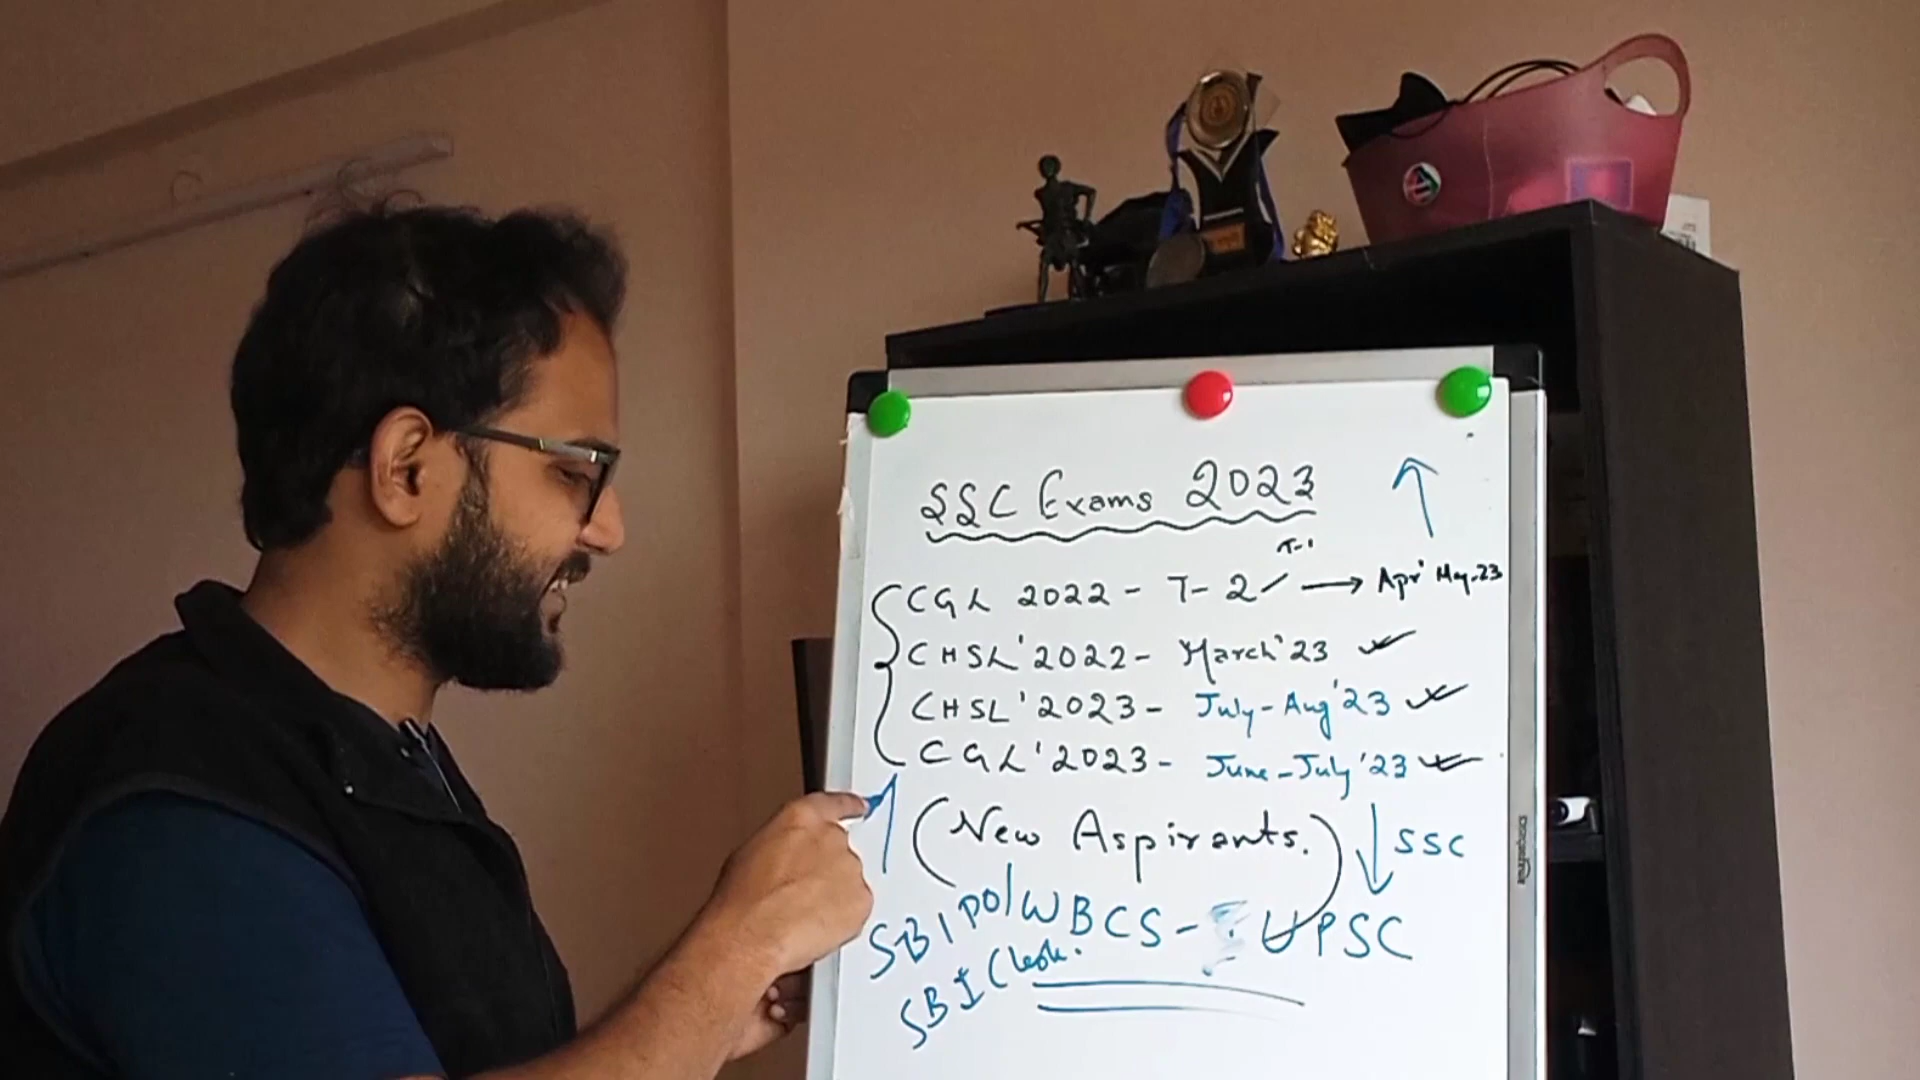 SSC Exams 2023
T-1
CGL 2022 - T-2 → Apr' May-23
CHSL'2022 - March'23
CHSL'2023 - July-Aug'23
CGL'2023 - June-July'23
(New Aspirants.)
SSC
SBI PO/WBCS - ? UPSC
SBI Clerk.